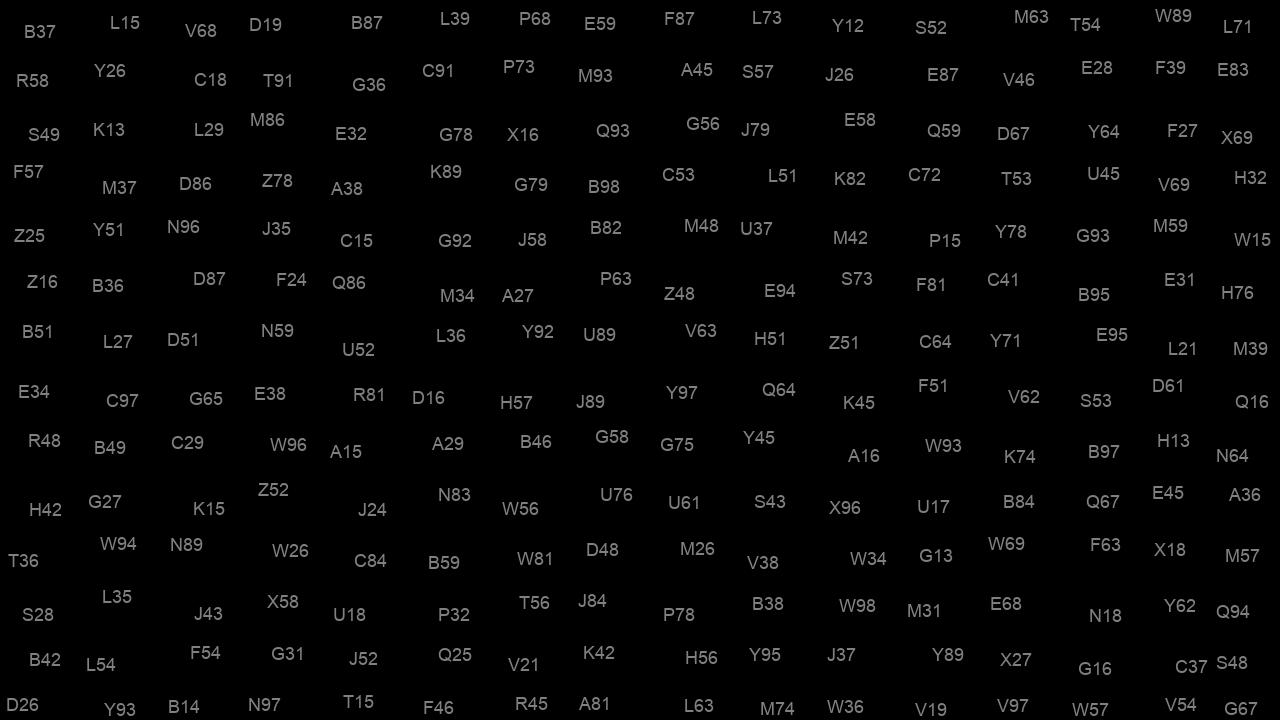 B37 L15 V68 D19 B87 L39 P68 E59 F87 L73 Y12 S52 M63 T54 W89 L71
R58 Y26 C18 T91 G36 C91 P73 M93 A45 S57 J26 E87 V46 E28 F39 E83
S49 K13 L29 M86 E32 G78 X16 Q93 G56 J79 E58 Q59 D67 Y64 F27 X69
F57 M37 D86 Z78 A38 K89 G79 B98 C53 L51 K82 C72 T53 U45 V69 H32
Z25 Y51 N96 J35 C15 G92 J58 B82 M48 U37 M42 P15 Y78 G93 M59 W15
Z16 B36 D87 F24 Q86 M34 A27 P63 Z48 E94 S73 F81 C41 B95 E31 H76
B51 L27 D51 N59 U52 L36 Y92 U89 V63 H51 Z51 C64 Y71 E95 L21 M39
E34 C97 G65 E38 R81 D16 H57 J89 Y97 Q64 K45 F51 V62 S53 D61 Q16
R48 B49 C29 W96 A15 A29 B46 G58 G75 Y45 A16 W93 K74 B97 H13 N64
H42 G27 K15 Z52 J24 N83 W56 U76 U61 S43 X96 U17 B84 Q67 E45 A36
T36 W94 N89 W26 C84 B59 W81 D48 M26 V38 W34 G13 W69 F63 X18 M57
S28 L35 J43 X58 U18 P32 T56 J84 P78 B38 W98 M31 E68 N18 Y62 Q94
B42 L54 F54 G31 J52 Q25 V21 K42 H56 Y95 J37 Y89 X27 G16 C37 S48
D26 Y93 B14 N97 T15 F46 R45 A81 L63 M74 W36 V19 V97 W57 V54 G67